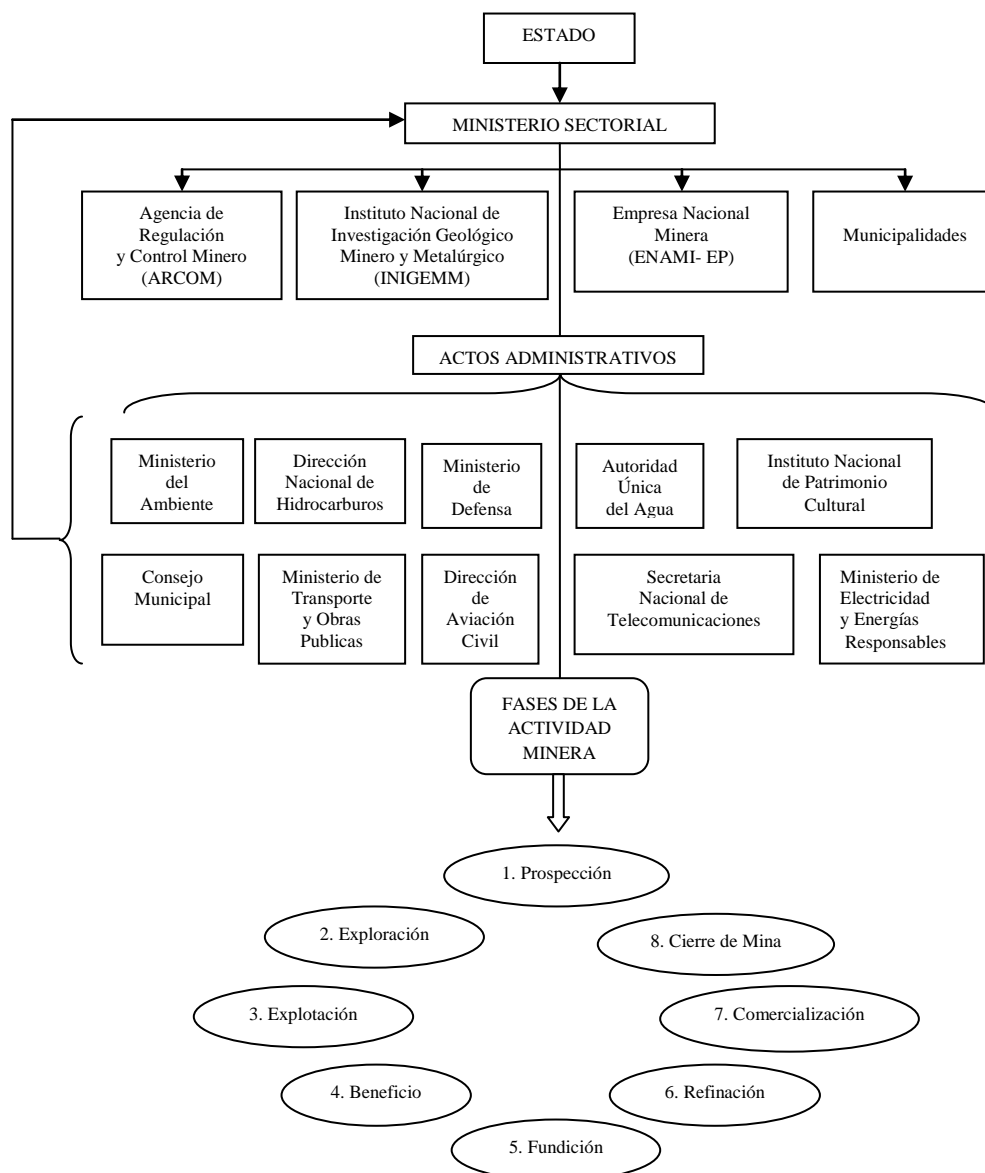 ESTADO
MINISTERIO SECTORIAL
Agencia de
Regulación
y Control Minero
(ARCOM)
Instituto Nacional de
Investigación Geológico
Minero y Metalúrgico
(INIGEMM)
Empresa Nacional
Minera
(ENAMI- EP)
Municipalidades
ACTOS ADMINISTRATIVOS
Ministerio
del
Ambiente
Dirección
Nacional de
Hidrocarburos
Ministerio
de
Defensa
Autoridad
Única
del Agua
Instituto Nacional
de Patrimonio
Cultural
Consejo
Municipal
Ministerio de
Transporte
y Obras
Publicas
Dirección
de
Aviación
Civil
Secretaria
Nacional de
Telecomunicaciones
Ministerio de
Electricidad
y Energías
Responsables
FASES DE LA
ACTIVIDAD
MINERA
1. Prospección
2. Exploración
8. Cierre de Mina
3. Explotación
7. Comercialización
4. Beneficio
6. Refinación
5. Fundición